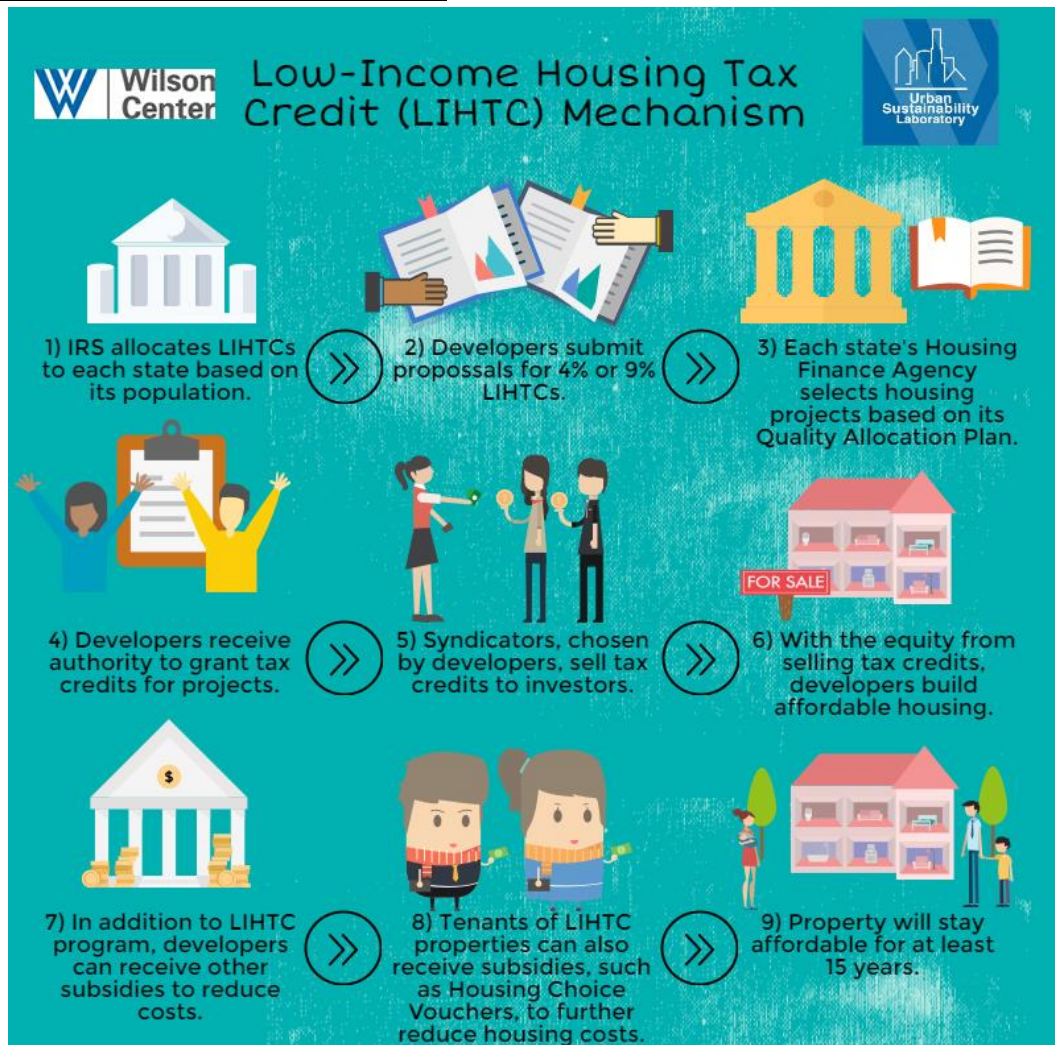 Wilson
Center
Low-Income Housing Tax
Credit (LIHTC) Mechanism
Urban
Sustainability
Laboratory
1) IRS allocates LIHTCs
to each state based on
its population.
2) Developers submit
propossals for 4% or 9%
LIHTCs.
3) Each state's Housing
Finance Agency
selects housing
projects based on its
Quality Allocation Plan.
4) Developers receive
authority to grant tax
credits for projects.
5) Syndicators, chosen
by developers, sell tax
credits to investors.
FOR SALE
6) With the equity from
selling tax credits,
developers build
affordable housing.
$
7) In addition to LIHTC
program, developers
can receive other
subsidies to reduce
costs.
8) Tenants of LIHTC
properties can also
receive subsidies, such
as Housing Choice
Vouchers, to further
reduce housing costs.
9) Property will stay
affordable for at least
15 years.